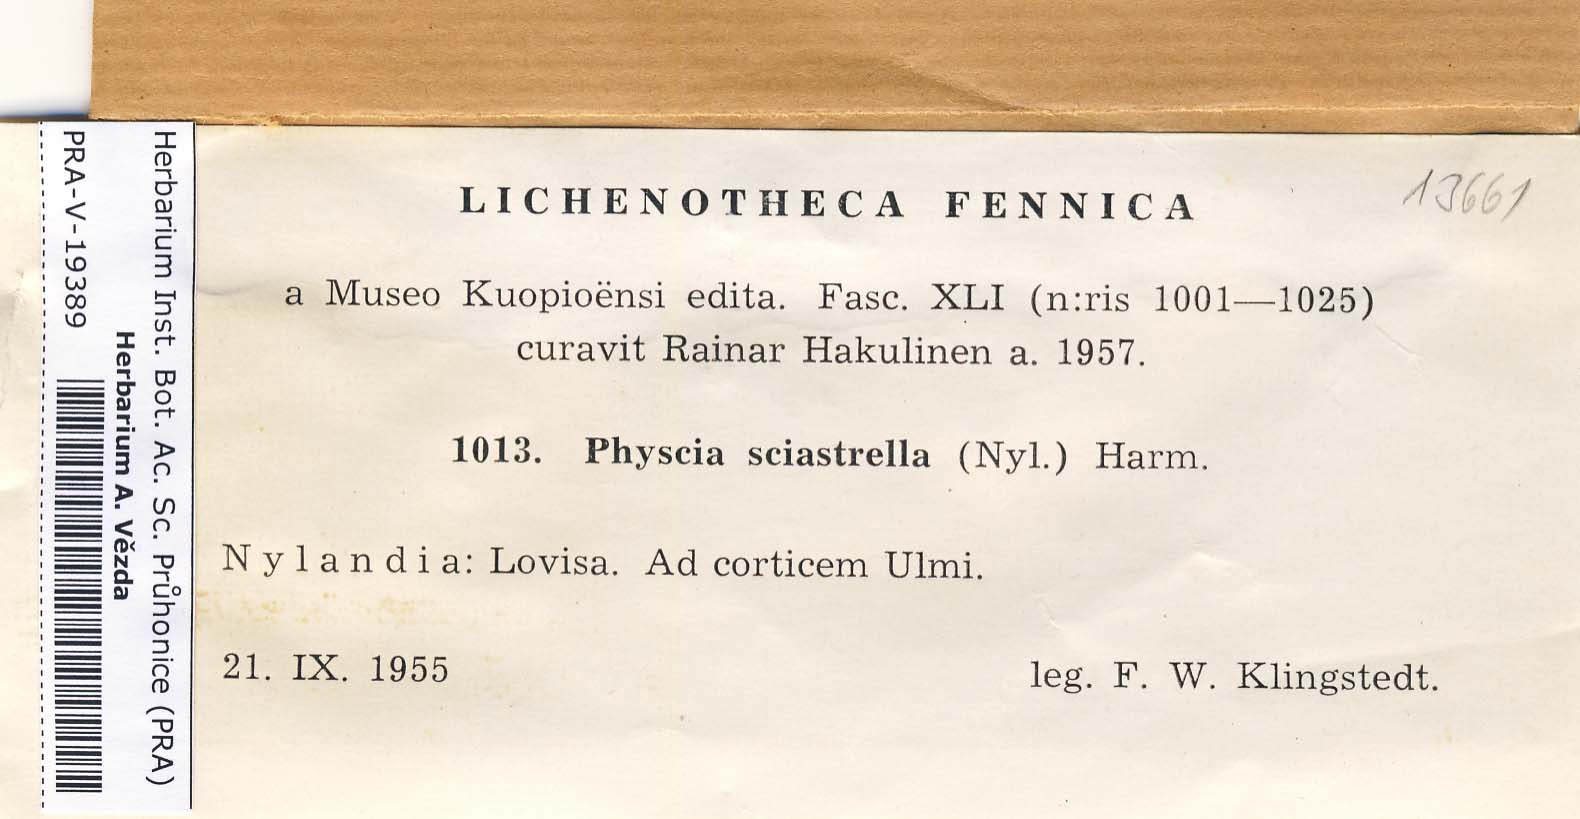 LICHENOTHECA FENNICA
13661
a Museo Kuopioënsi edita. Fasc. XLI (n:ris 1001—1025)
curavit Rainar Hakulinen a. 1957.
1013. Physcia sciastrella (Nyl.) Harm.
Nylandia: Lovisa. Ad corticem Ulmi.
21. IX. 1955
leg. F. W. Klingstedt.
Herbarium Inst. Bot. Ac. Sc. Průhonice (PRA)
Herbarium A. Vězda
PRA-V-19389